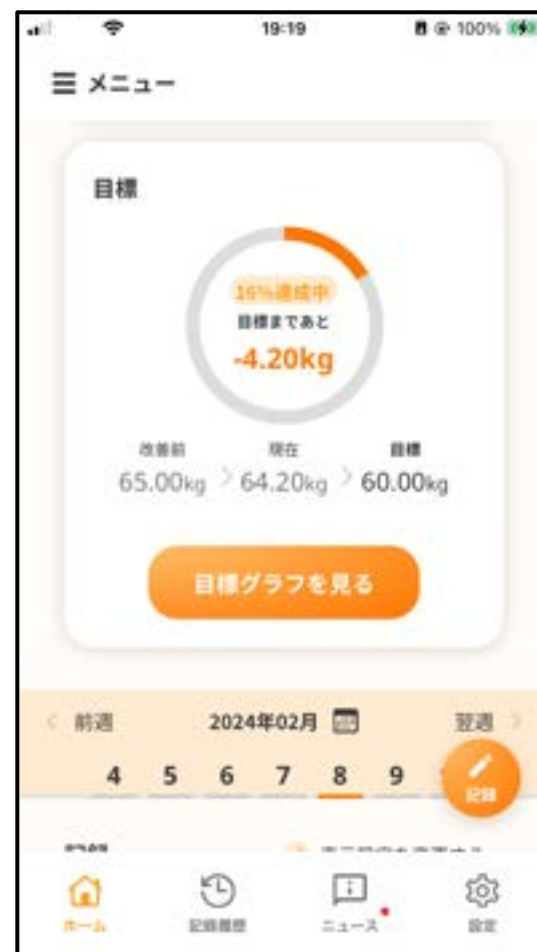 19:19 100%
メニュー
目標
16%達成中
目標まであと
-4.20kg
改善前 現在 目標
65.00kg 64.20kg 60.00kg
目標グラフを見る
前週 2024年02月 翌週
4 5 6 7 8 9
記録
ホーム 記録履歴 ニュース 設定